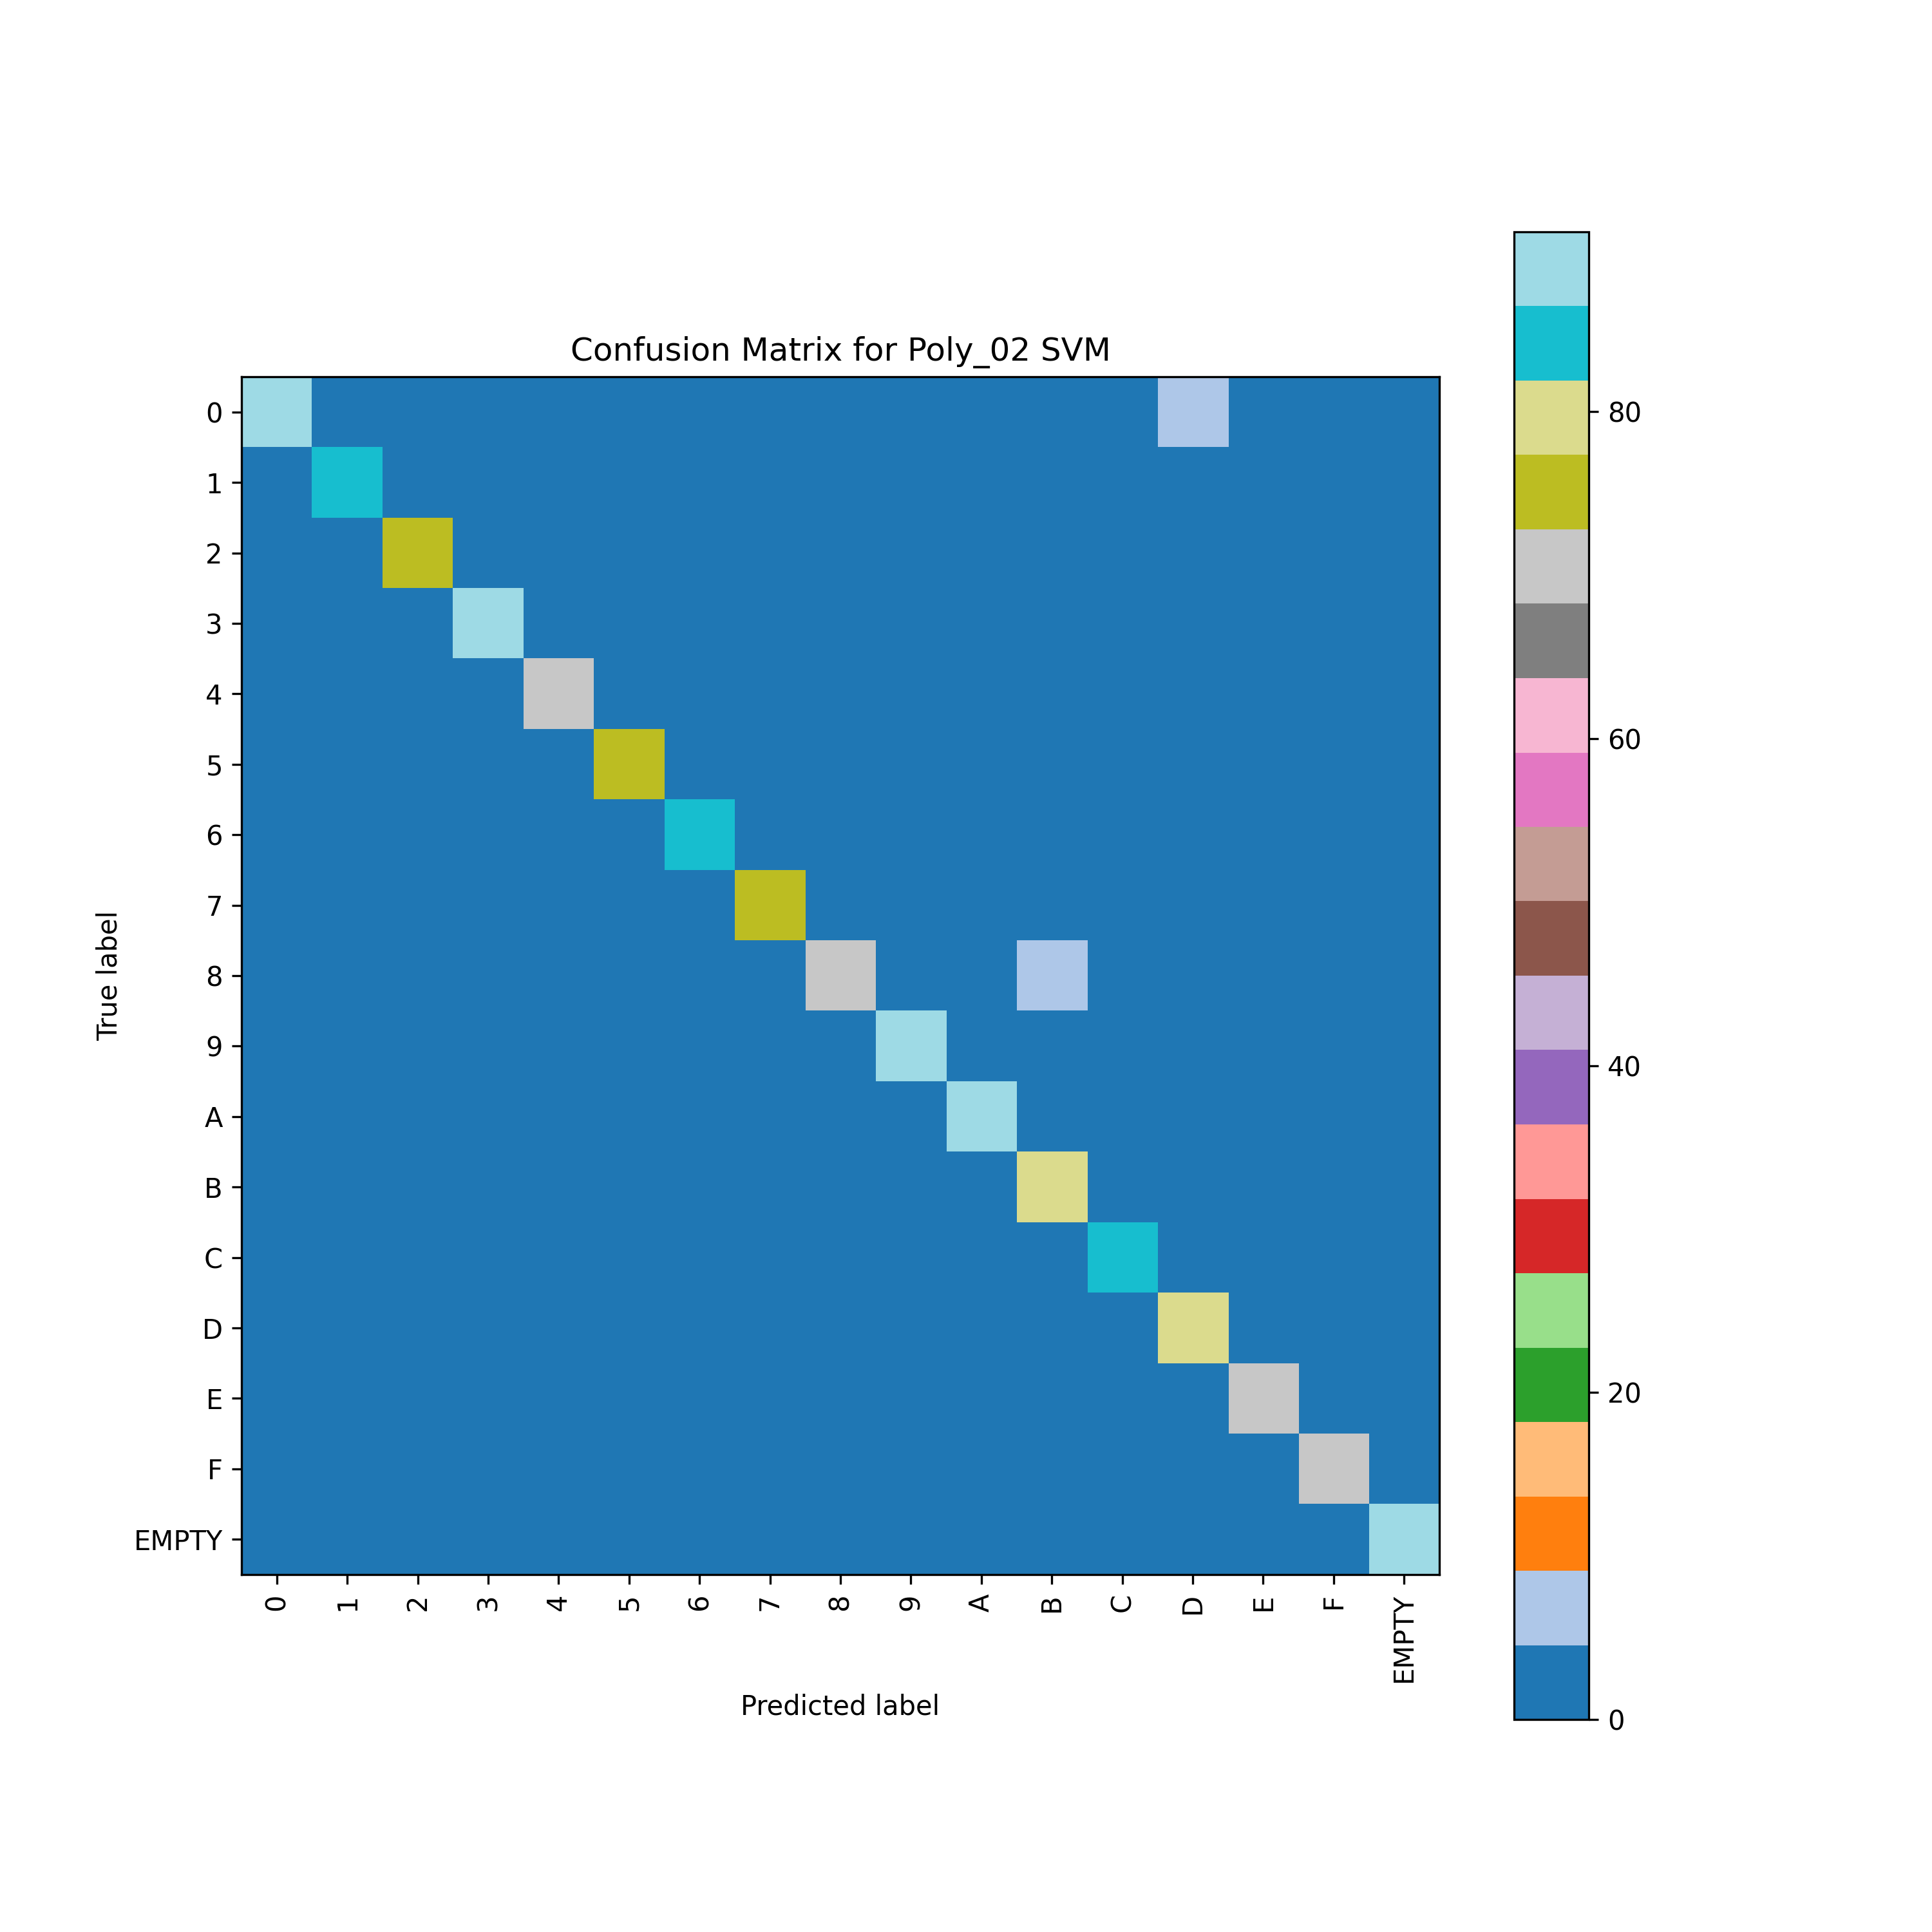 Confusion Matrix for Poly_02 SVM
True label
0
1
2
3
4
5
6
7
8
9
A
B
C
D
E
F
EMPTY
0 1 2 3 4 5 6 7 8 9 A B C D E F EMPTY
Predicted label
80
60
40
20
0